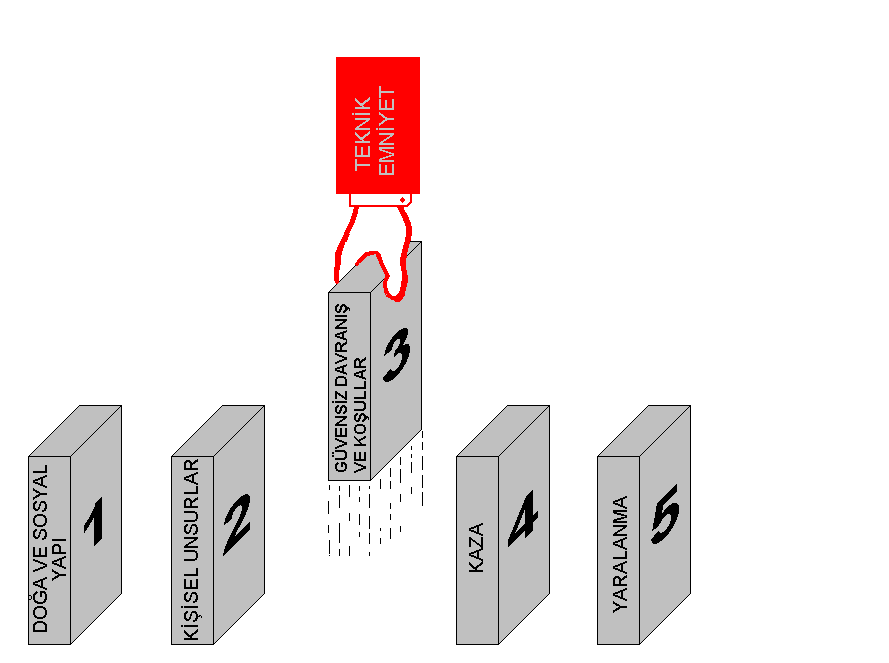 TEKNİK
EMNİYET
DOĞA VE SOSYAL
YAPI
1
KİŞİSEL UNSURLAR
2
GÜVENSİZ DAVRANIŞ
VE KOŞULLAR
3
KAZA
4
YARALANMA
5